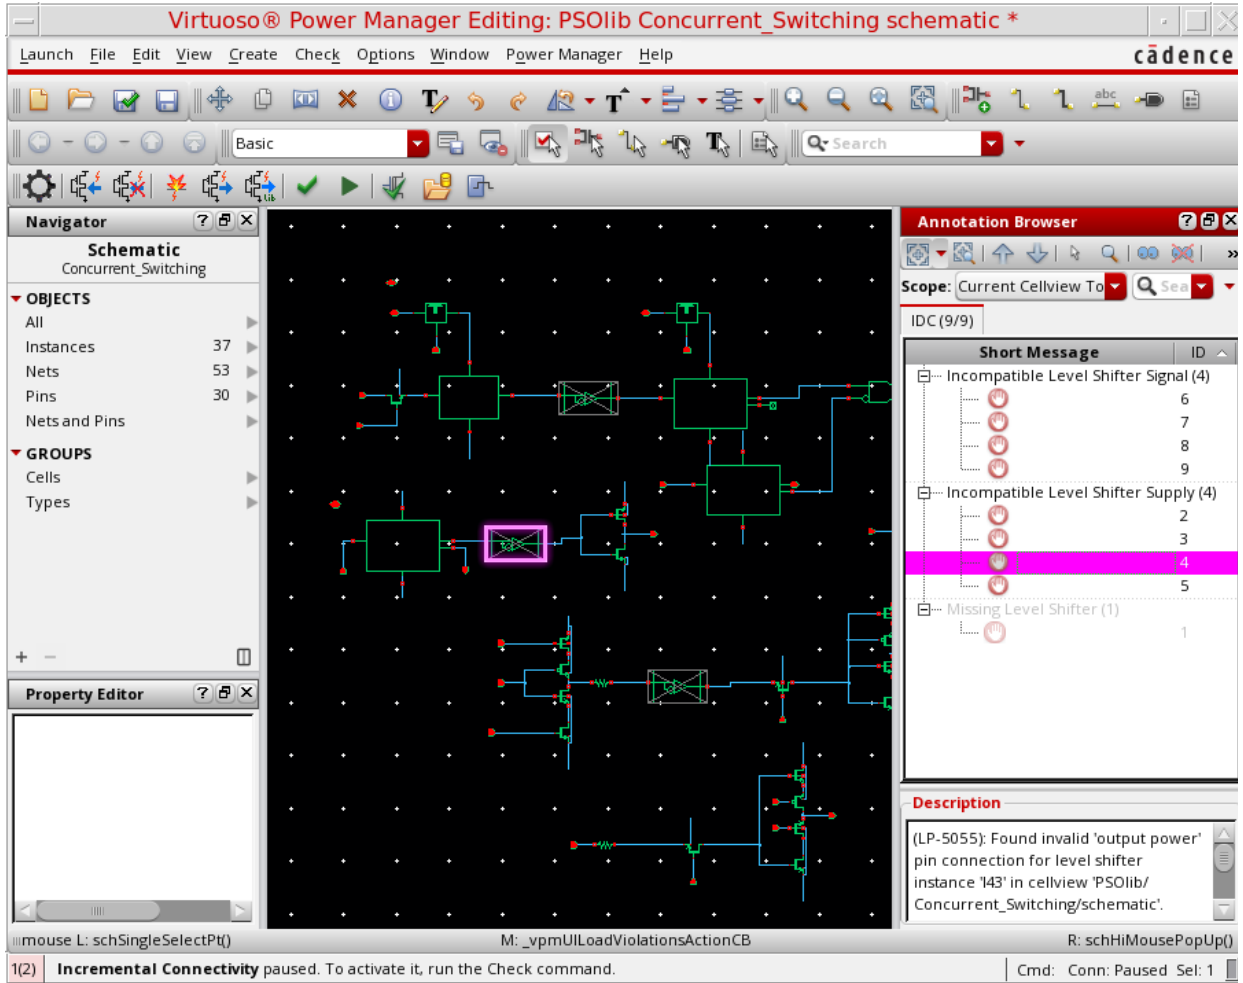 Virtuoso® Power Manager Editing: PSOlib Concurrent_Switching schematic *
Launch File Edit View Create Check Options Window Power Manager Help
cādence
abc
Basic
Search
lib
Navigator
Schematic
Concurrent_Switching
OBJECTS
All
Instances 37
Nets 53
Pins 30
Nets and Pins
GROUPS
Cells
Types
Property Editor
Annotation Browser
Scope: Current Cellview To
Sea
IDC (9/9)
Short Message ID
Incompatible Level Shifter Signal (4)
6
7
8
9
Incompatible Level Shifter Supply (4)
2
3
4
5
Missing Level Shifter (1)
1
Description
(LP-5055): Found invalid 'output power'
pin connection for level shifter
instance 'I43' in cellview 'PSOlib/
Concurrent_Switching/schematic'.
mouse L: schSingleSelectPt() M: _vpmUILoadViolationsActionCB R: schHiMousePopUp()
1(2) Incremental Connectivity paused. To activate it, run the Check command. Cmd: Conn: Paused Sel: 1